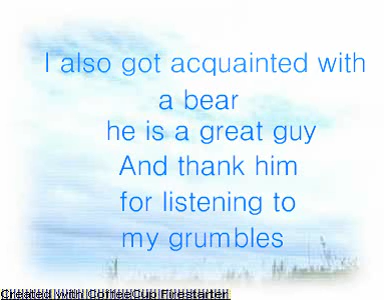 I also got acquainted with
a bear
he is a great guy
And thank him
for listening to
my grumbles
Created with CoffeeCup Firestarter